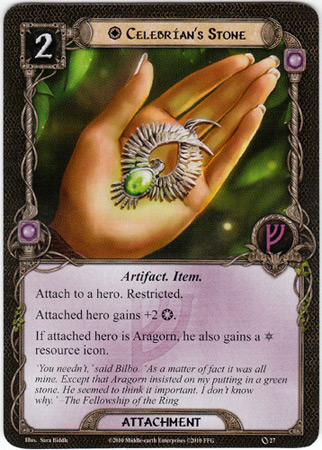 2
Celebrían's Stone
Artifact. Item.
Attach to a hero. Restricted.
Attached hero gains +2 .
If attached hero is Aragorn, he also gains a
resource icon.
'You needn't,' said Bilbo. 'As a matter of fact it was all
mine. Except that Aragorn insisted on my putting in a green
stone. He seemed to think it important. I don't know
why.' -The Fellowship of the Ring
ATTACHMENT
Illus. Sara Biddle ©2010 Middle-earth Enterprises ©2010 FFG 27